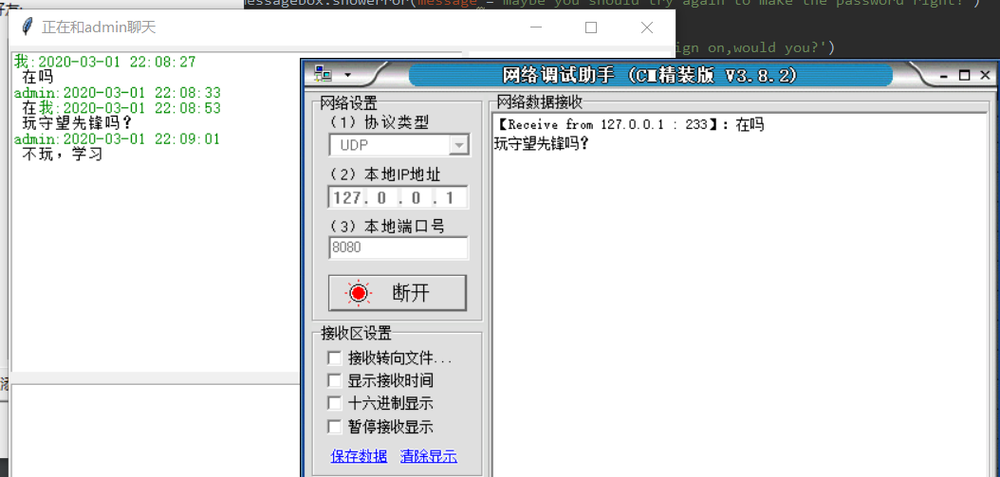 essagebox.showerror(message = maybe you should try again to make the password right!')
ign on,would you?')
正在和admin聊天
我:2020-03-01 22:08:27
在吗
admin:2020-03-01 22:08:33
在我:2020-03-01 22:08:53
玩守望先锋吗?
admin:2020-03-01 22:09:01
不玩，学习
网络调试助手 (CM精装版 V3.8.2)
网络设置
(1) 协议类型
UDP
(2) 本地IP地址
127. 0 . 0 . 1
(3) 本地端口号
8080
断开
接收区设置
接收转向文件...
显示接收时间
十六进制显示
暂停接收显示
保存数据 清除显示
网络数据接收
【Receive from 127.0.0.1 : 233】：在吗
玩守望先锋吗?